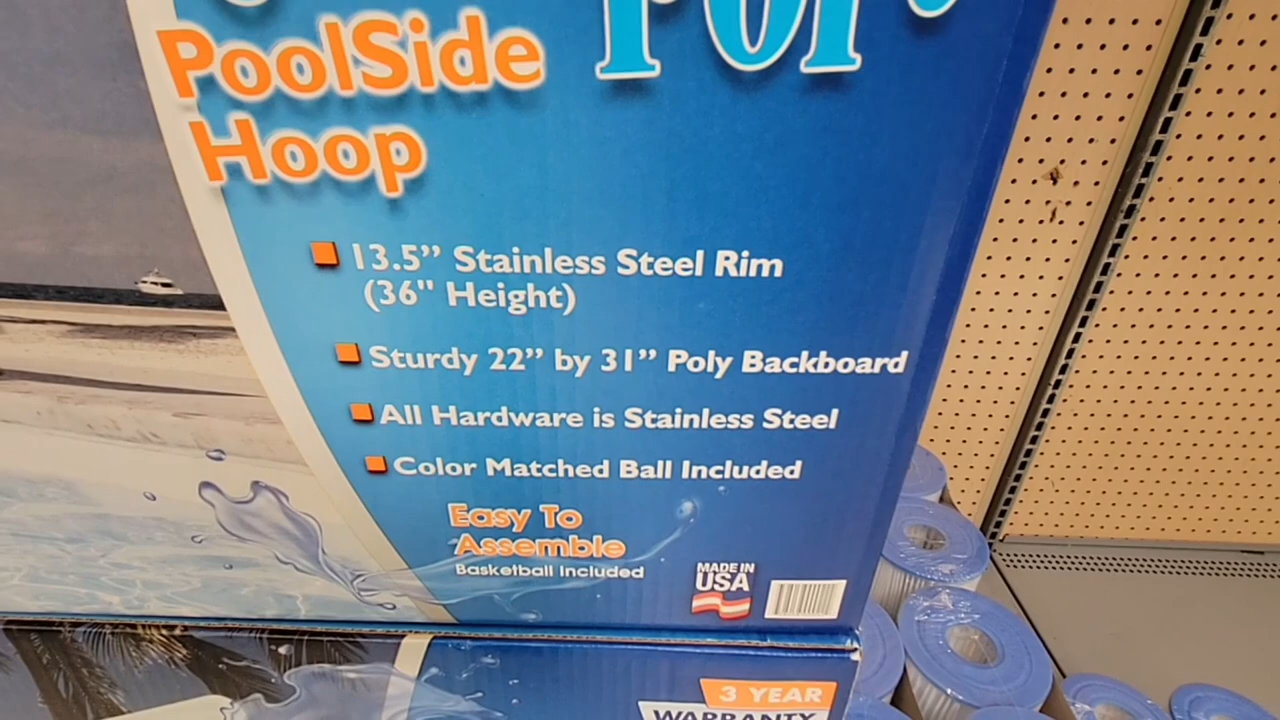 PoolSide
Hoop
13.5” Stainless Steel Rim
(36" Height)
Sturdy 22” by 31” Poly Backboard
All Hardware is Stainless Steel
Color Matched Ball Included
Easy To
Assemble
Basketball Included
MADE IN
USA
3 YEAR
WARRANTY